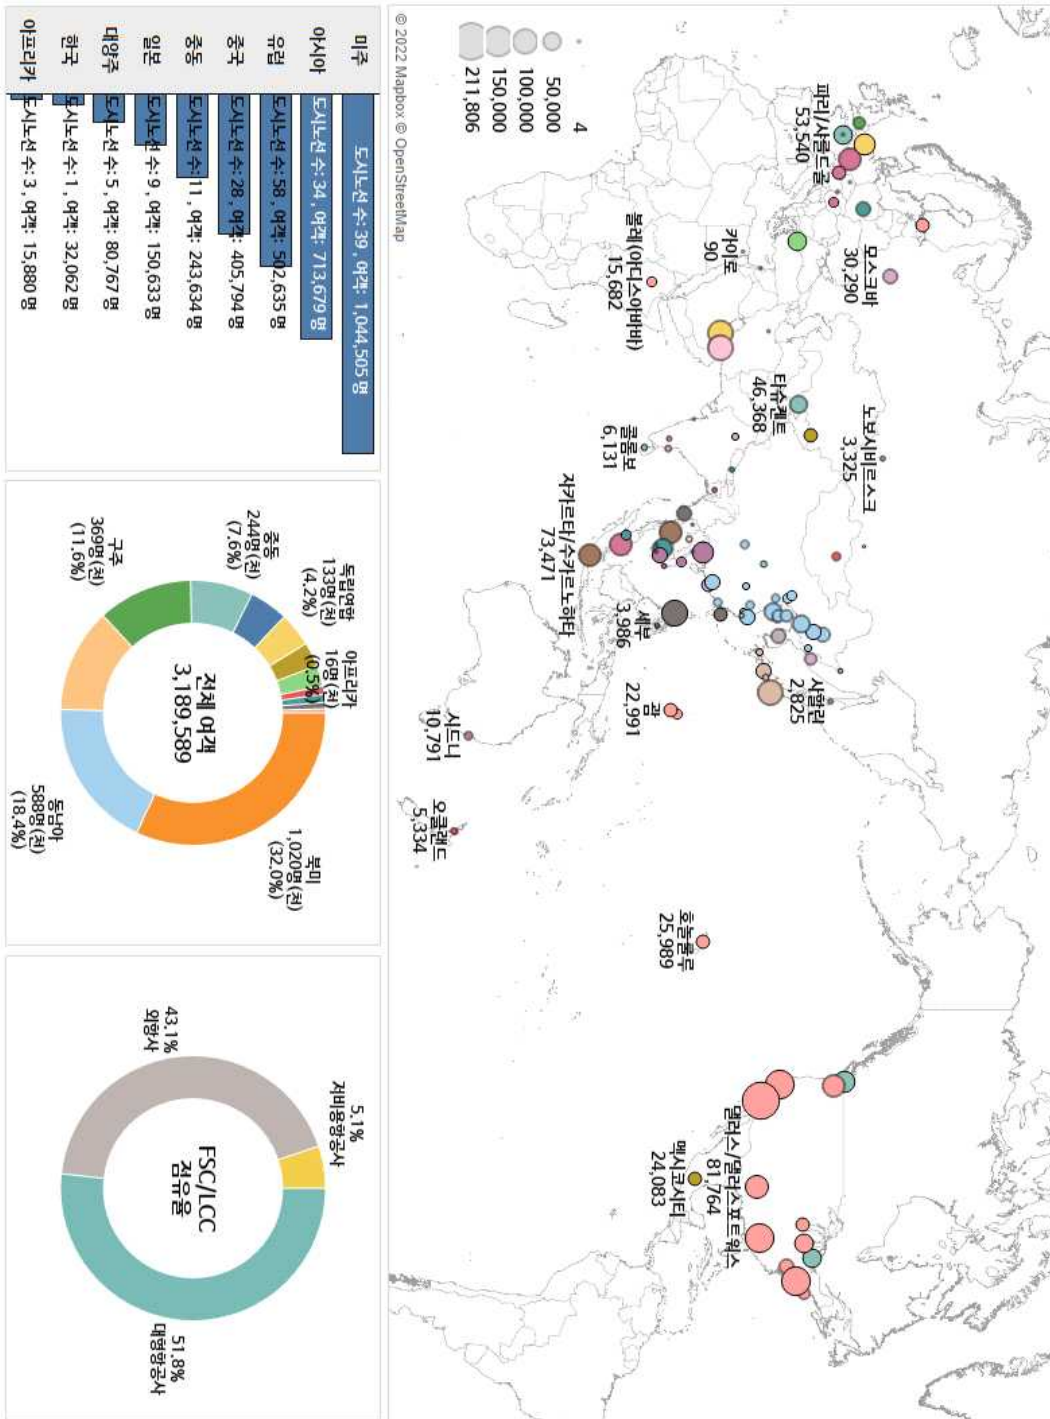 4
50,000
100,000
150,000
211,806
파리/샤를드골
53,540
모스크바
30,290
카이로
90
볼레(아디스아바바)
15,682
노보시비르스크
3,325
타슈켄트
46,368
콜롬보
6,131
자카르타/수카르노하타
73,471
세부
3,986
사할린
2,825
괌
22,991
시드니
10,791
오클랜드
5,334
호놀룰루
25,989
댈러스/댈러스포트워스
81,764
멕시코시티
24,083
© 2022 Mapbox © OpenStreetMap
미주 도시노선 수: 39 , 여객: 1,044,505 명
아시아 도시노선 수: 34 , 여객: 713,679 명
유럽 도시노선 수: 58 , 여객: 502,635 명
중국 도시노선 수: 28 , 여객: 405,794 명
중동 도시노선 수: 11 , 여객: 243,634 명
일본 도시노선 수: 9 , 여객: 150,633 명
대양주 도시노선 수: 5 , 여객: 80,767 명
한국 도시노선 수: 1 , 여객: 32,062 명
아프리카 도시노선 수: 3 , 여객: 15,880 명
독립연합
133명(천)
(4.2%)
아프리카
16명(천)
(0.5%)
중동
244명(천)
(7.6%)
구주
369명(천)
(11.6%)
전체 여객
3,189,589
북미
1,020명(천)
(32.0%)
동남아
588명(천)
(18.4%)
5.1%
저비용항공사
43.1%
외항사
FSC/LCC
점유율
51.8%
대형항공사